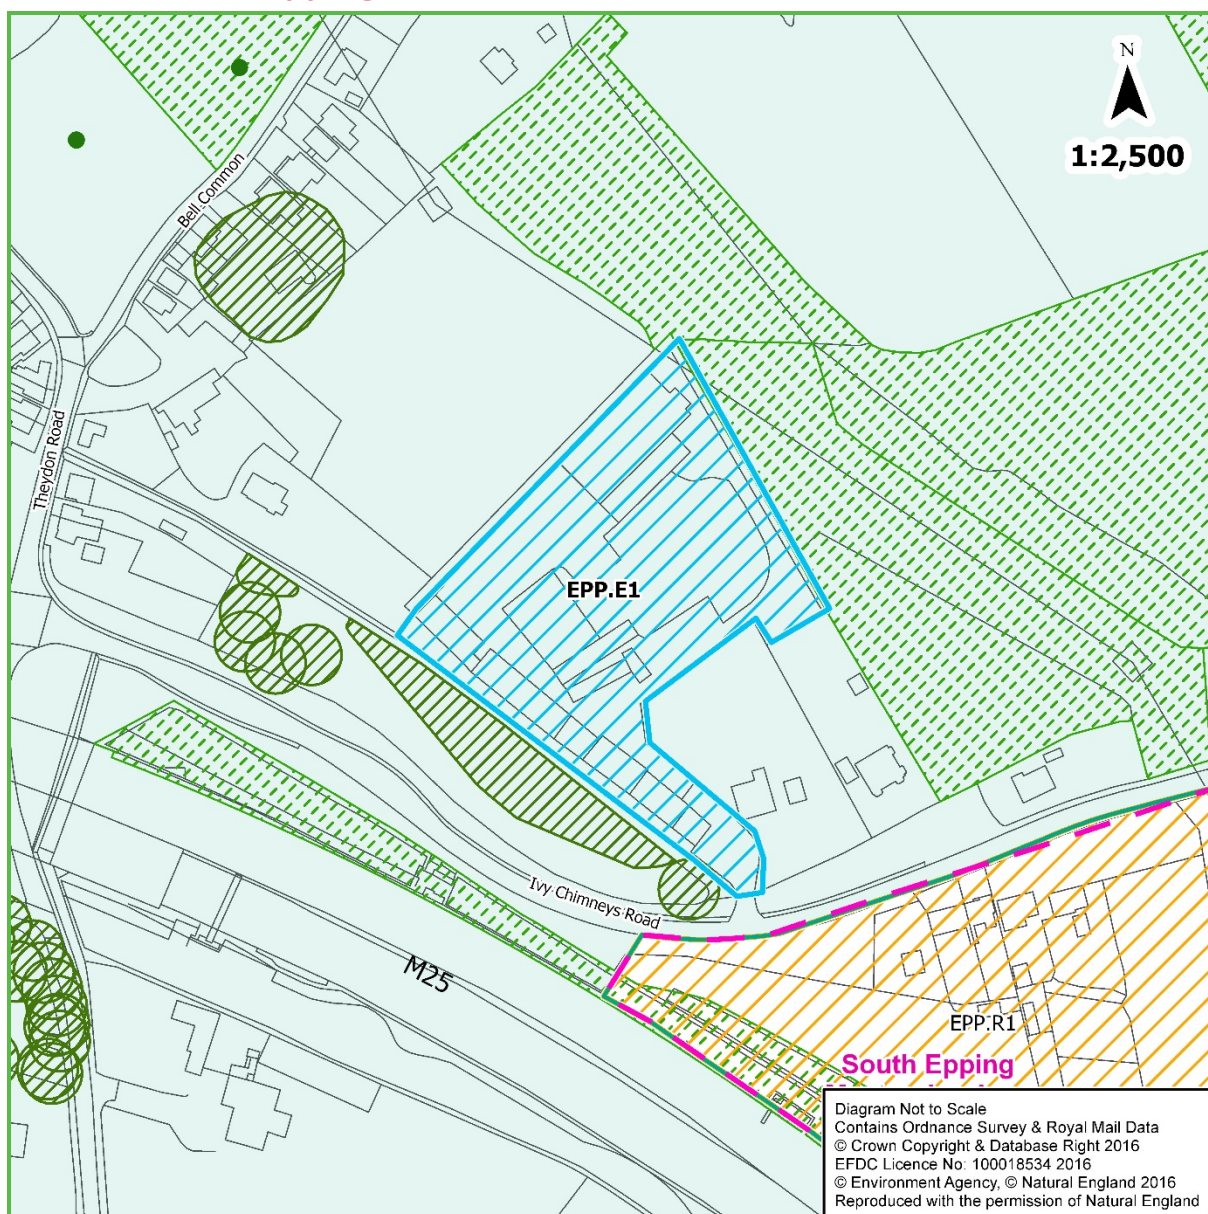 N
1:2,500
Bell Common
Theydon Road
EPP.E1
Ivy Chimneys Road
M25
EPP.R1
South Epping
Diagram Not to Scale
Contains Ordnance Survey & Royal Mail Data
© Crown Copyright & Database Right 2016
EFDC Licence No: 100018534 2016
© Environment Agency, © Natural England 2016
Reproduced with the permission of Natural England